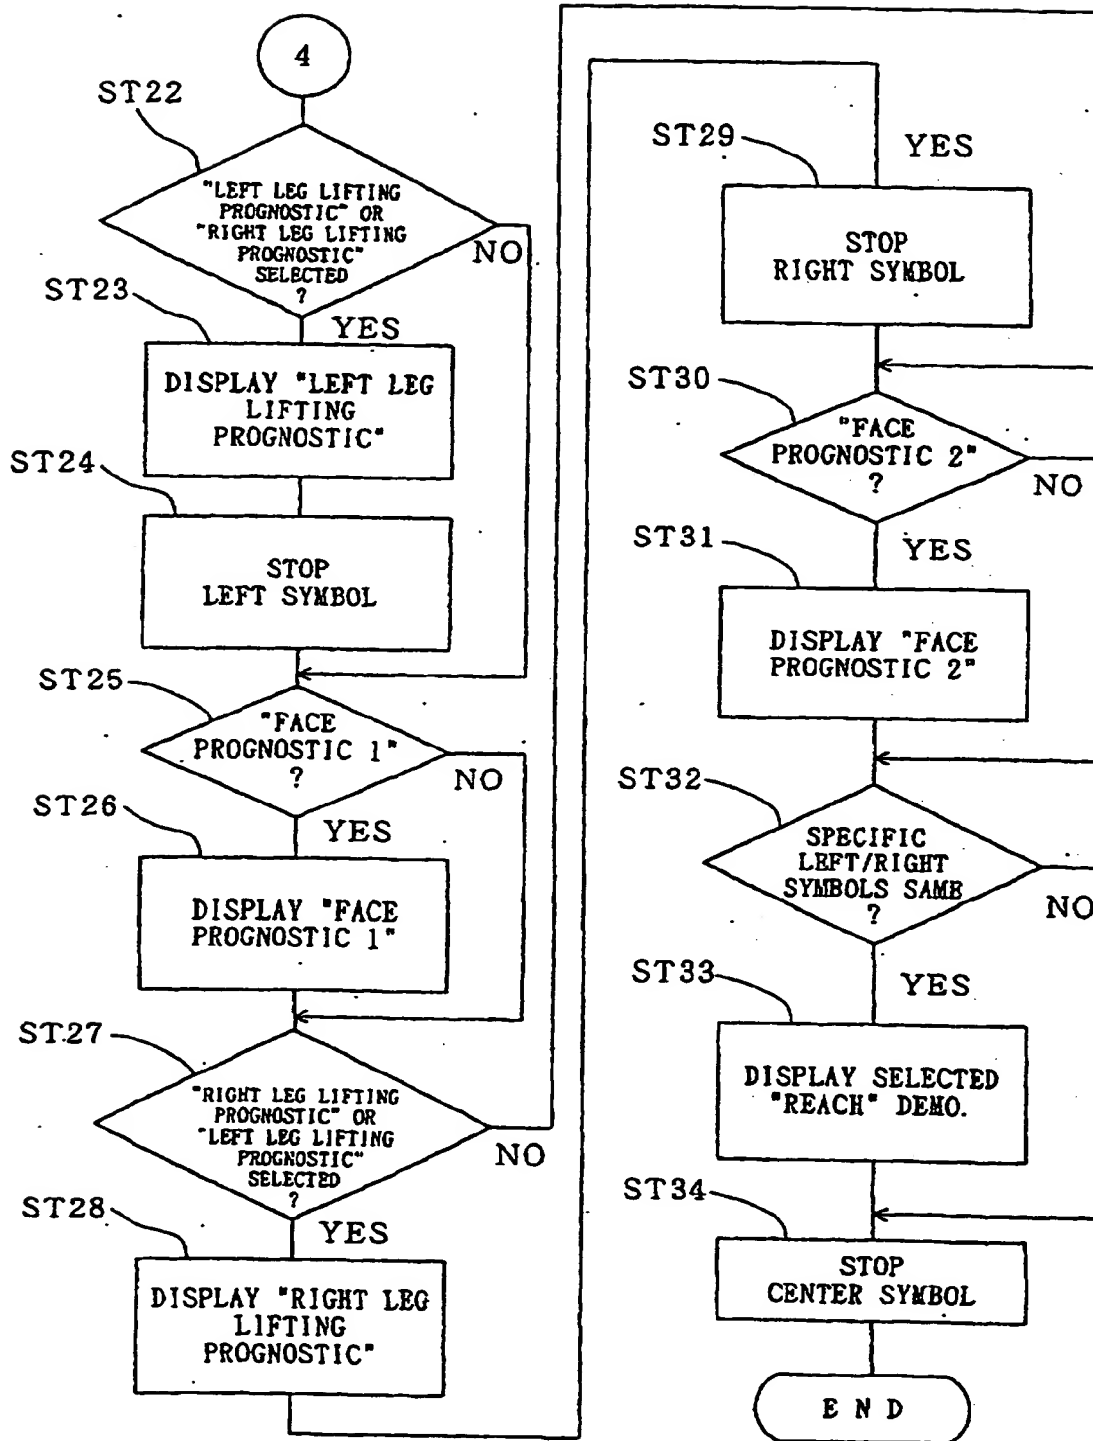 4
ST22
"LEFT LEG LIFTING
PROGNOSTIC" OR
"RIGHT LEG LIFTING
PROGNOSTIC"
SELECTED
?
NO
YES
ST23
DISPLAY "LEFT LEG
LIFTING
PROGNOSTIC"
ST24
STOP
LEFT SYMBOL
ST25
"FACE
PROGNOSTIC 1"
?
NO
YES
ST26
DISPLAY "FACE
PROGNOSTIC 1"
ST27
"RIGHT LEG LIFTING
PROGNOSTIC" OR
"LEFT LEG LIFTING
PROGNOSTIC"
SELECTED
?
NO
YES
ST28
DISPLAY "RIGHT LEG
LIFTING
PROGNOSTIC"
YES
ST29
STOP
RIGHT SYMBOL
ST30
"FACE
PROGNOSTIC 2"
?
NO
YES
ST31
DISPLAY "FACE
PROGNOSTIC 2"
ST32
SPECIFIC
LEFT/RIGHT
SYMBOLS SAME
?
NO
YES
ST33
DISPLAY SELECTED
"REACH" DEMO.
ST34
STOP
CENTER SYMBOL
E N D